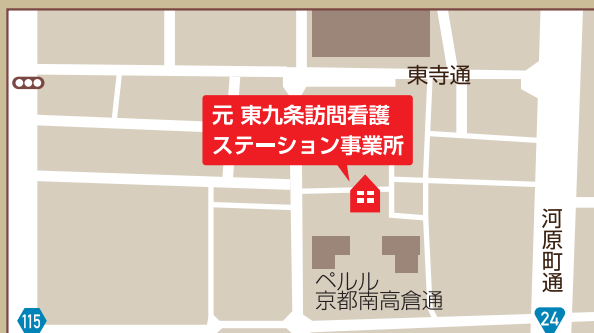 東寺通
元 東九条訪問看護
ステーション事業所
河原町通
ペルル
京都南高倉通
115
24